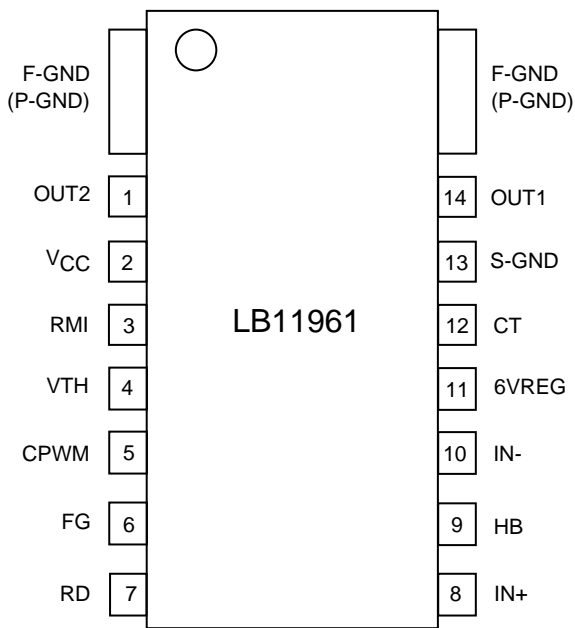 F-GND F-GND
(P-GND) (P-GND)
OUT2 1 14 OUT1
VCC 2 13 S-GND
RMI 3 LB11961 12 CT
VTH 4 11 6VREG
CPWM 5 10 IN-
FG 6 9 HB
RD 7 8 IN+